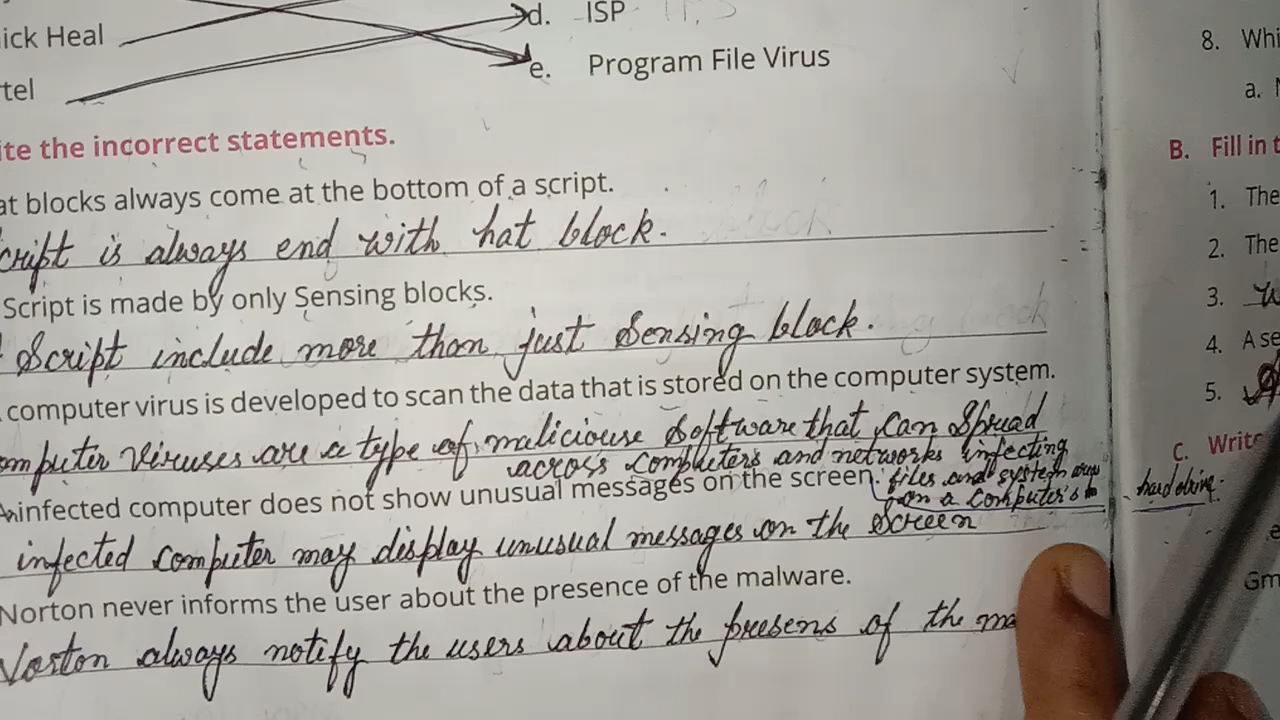 d. ISP
ick Heal
e. Program File Virus
tel
ite the incorrect statements.
at blocks always come at the bottom of a script.
cript is always end with hat block.
Script is made by only Sensing blocks.
Script include more than just Sensing block.
computer virus is developed to scan the data that is stored on the computer system.
omputer viruses are a type of maliciouse software that can Spread
across computers and networks infecting
files and system
on a computer's
hard drive.
infected computer does not show unusual messages on the screen.
infected computer may display unusual messages on the Screen
Norton never informs the user about the presence of the malware.
Norton always notify the users about the presens of the ma
8. Whi
a.
B. Fill in t
1. The
2. The
3.
4. A se
5.
C. Write
Gm